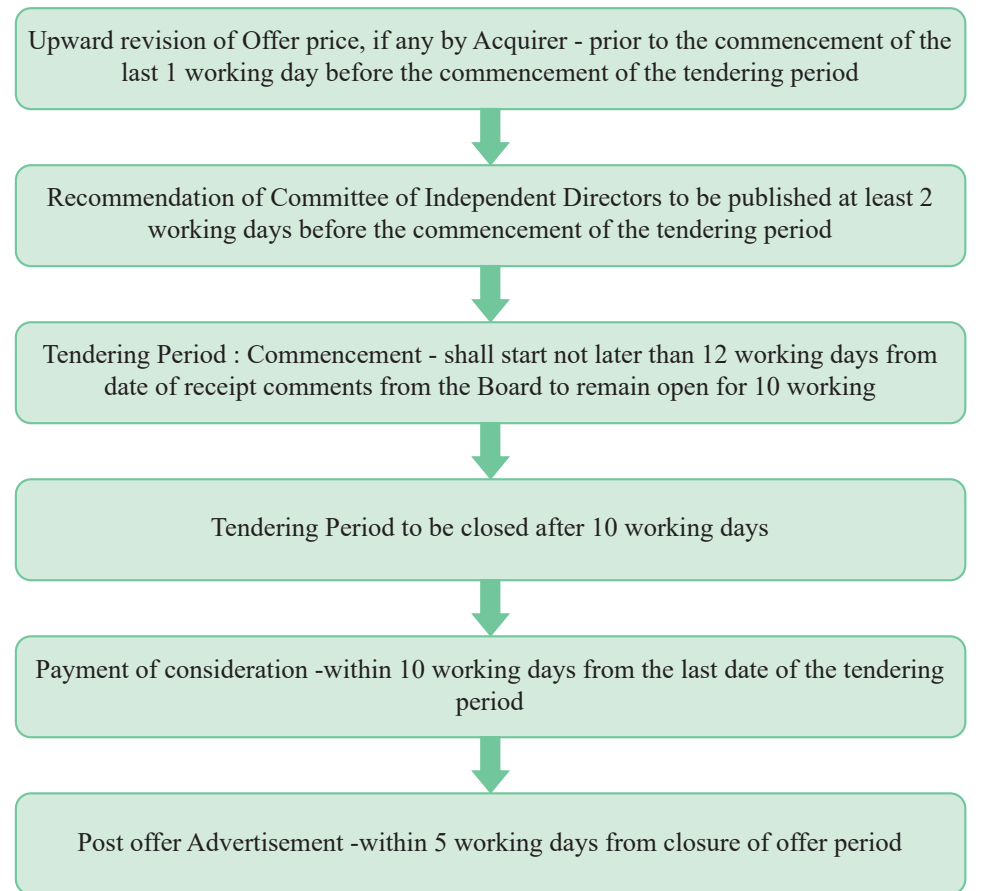 Upward revision of Offer price, if any by Acquirer - prior to the commencement of the
last 1 working day before the commencement of the tendering period
Recommendation of Committee of Independent Directors to be published at least 2
working days before the commencement of the tendering period
Tendering Period : Commencement - shall start not later than 12 working days from
date of receipt comments from the Board to remain open for 10 working
Tendering Period to be closed after 10 working days
Payment of consideration -within 10 working days from the last date of the tendering
period
Post offer Advertisement -within 5 working days from closure of offer period